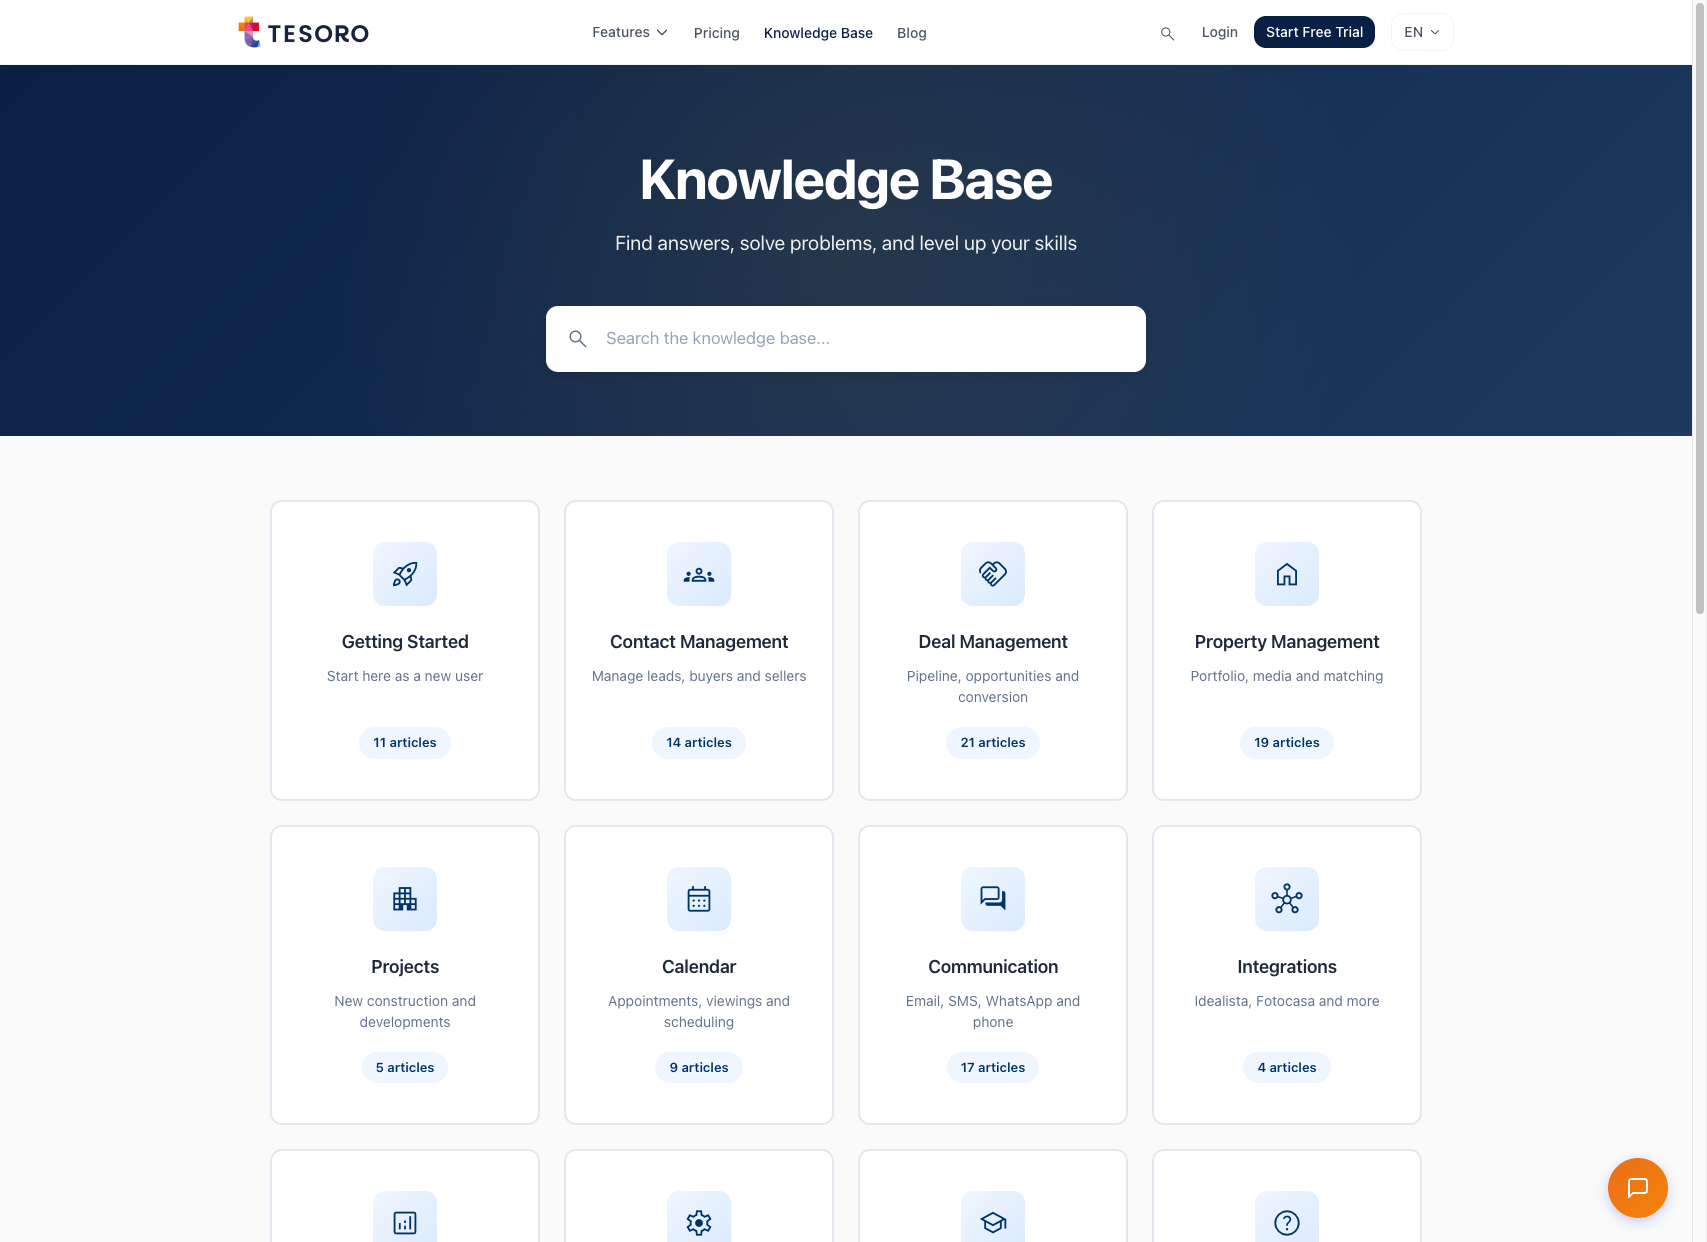 TESORO
Features
Pricing
Knowledge Base
Blog
Login
Start Free Trial
EN
Knowledge Base
Find answers, solve problems, and level up your skills
Search the knowledge base...
Getting Started
Start here as a new user
11 articles
Contact Management
Manage leads, buyers and sellers
14 articles
Deal Management
Pipeline, opportunities and
conversion
21 articles
Property Management
Portfolio, media and matching
19 articles
Projects
New construction and
developments
5 articles
Calendar
Appointments, viewings and
scheduling
9 articles
Communication
Email, SMS, WhatsApp and
phone
17 articles
Integrations
Idealista, Fotocasa and more
4 articles